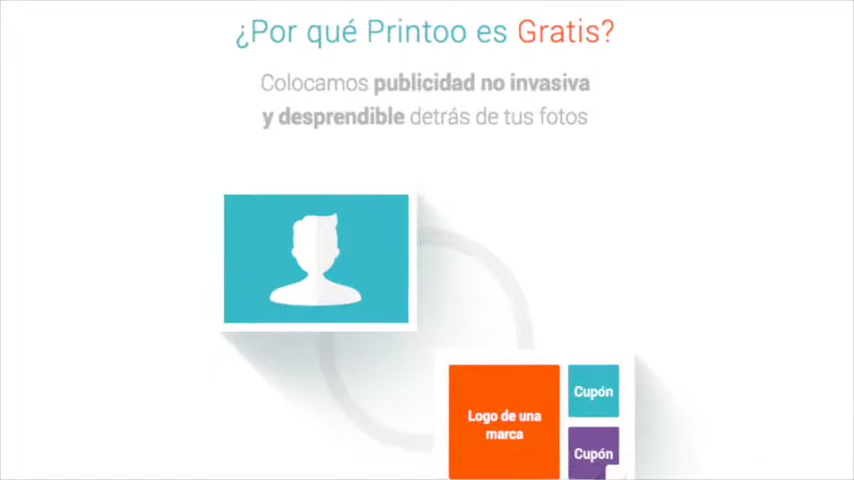 ¿Por qué Printoo es Gratis?
Colocamos publicidad no invasiva
y desprendible detrás de tus fotos
Logo de una
marca
Cupón
Cupón